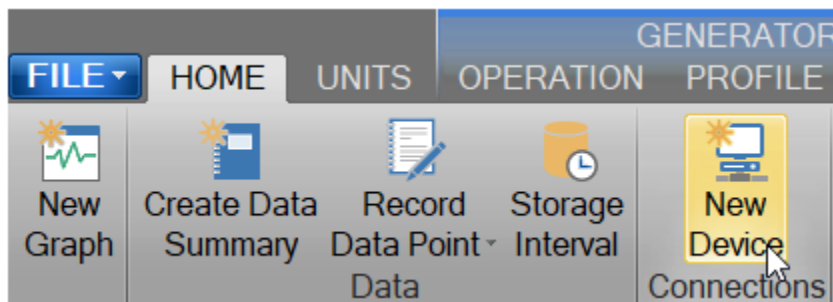 GENERATOR
FILE HOME UNITS OPERATION PROFILE
New Create Data Record Storage New
Graph Summary Data Point Interval Device
Data Connections